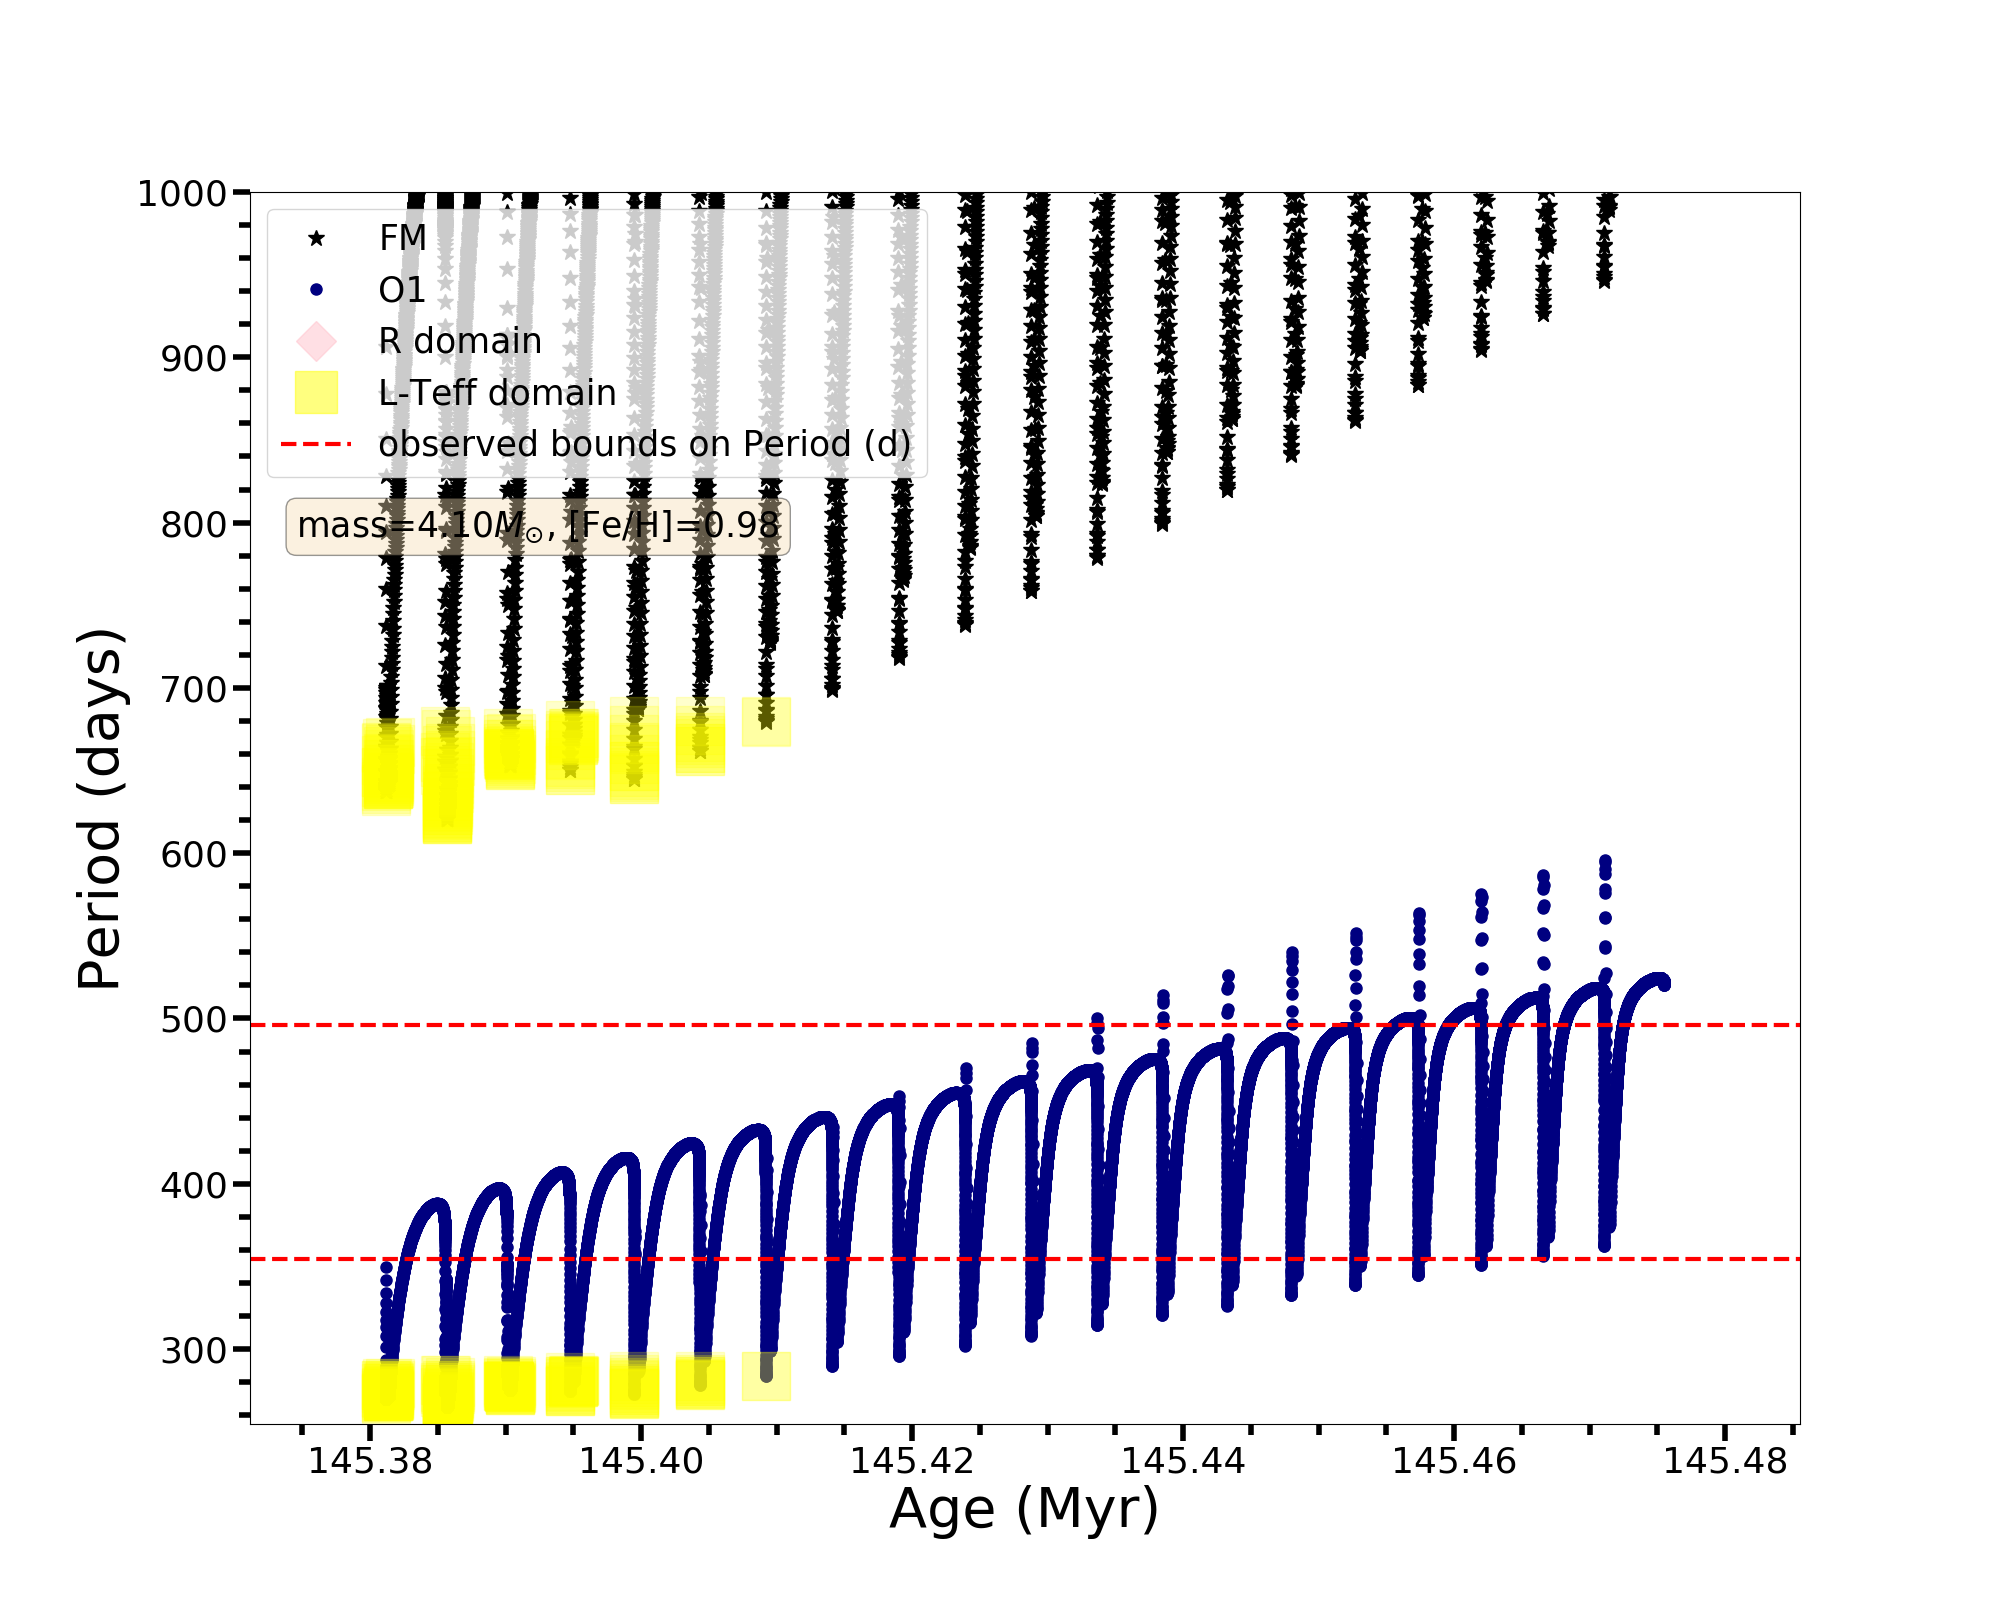 1000
900
800
700
600
500
400
300
Period (days)
FM
O1
R domain
L-Teff domain
observed bounds on Period (d)
mass=4.10M⊙, [Fe/H]=0.98
145.38 145.40 145.42 145.44 145.46 145.48
Age (Myr)